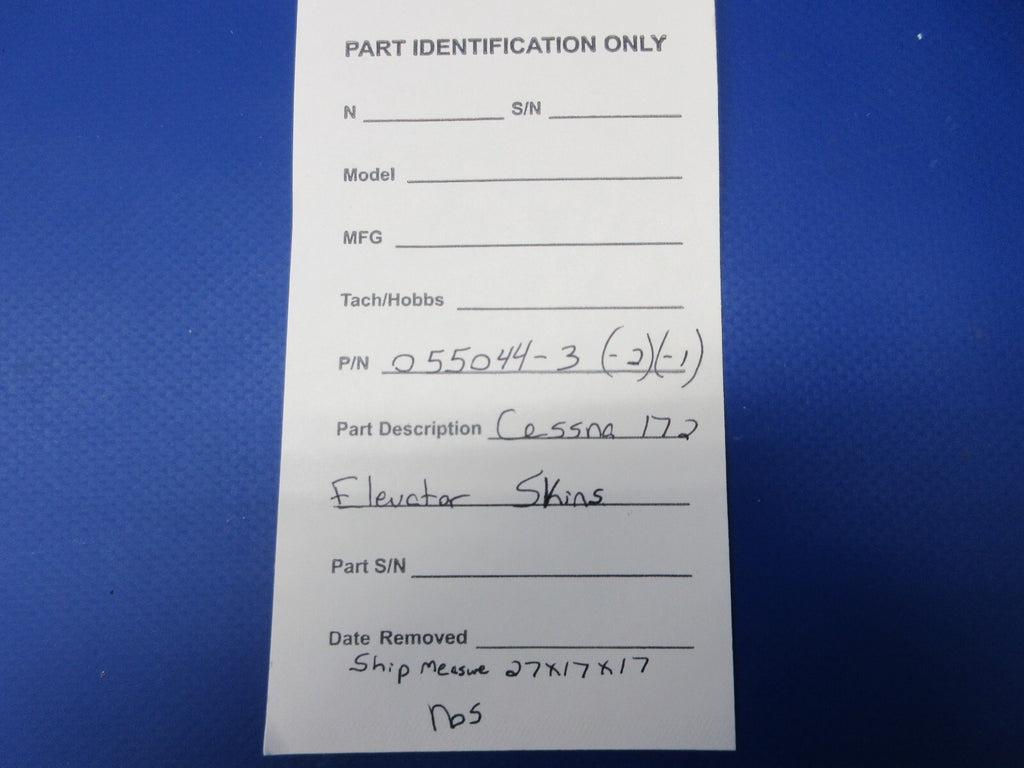 PART IDENTIFICATION ONLY
N S/N
Model
MFG
Tach/Hobbs
P/N 055044-3 (-2)(-1)
Part Description Cessna 172
Elevator Skins
Part S/N
Date Removed
Ship Measure 27x17x17
NOS